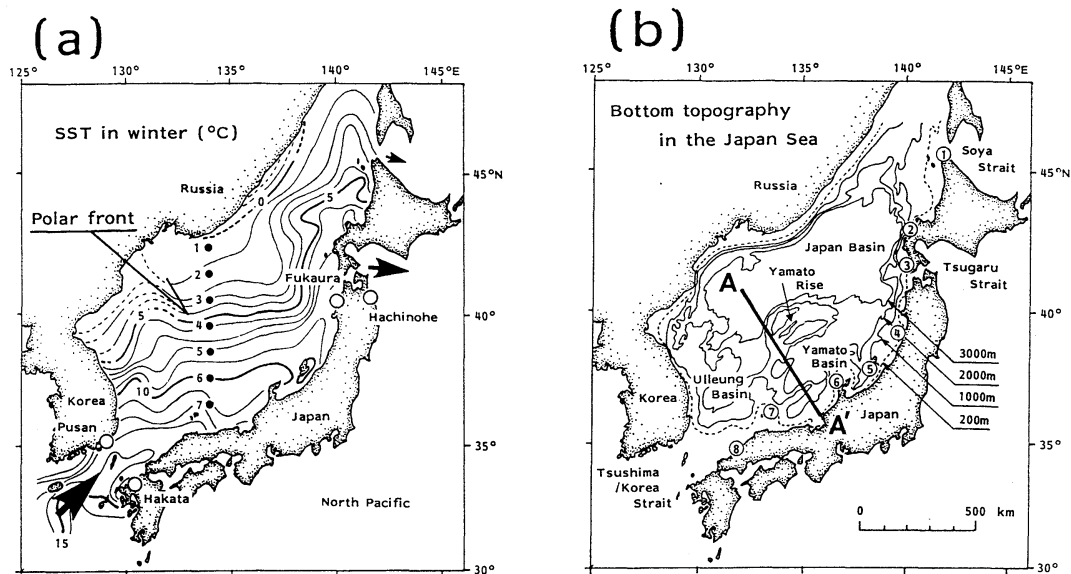 (a)
125° 130° 135° 140° 145°E
SST in winter (°C)
Russia
0
5
45°N
Polar front
1
2
3
4
5
6
7
5
10
15
Fukaura
Hachinohe
40°
Korea
Pusan
Japan
35°
Hakata
North Pacific
30°
(b)
125° 130° 135° 140° 145°E
Bottom topography
in the Japan Sea
1
Soya
Strait
45°N
Russia
Japan Basin
2
3
Tsugaru
Strait
A
Yamato
Rise
40°
4
3000m
Yamato
Basin
5
2000m
Ulleung
Basin
6
1000m
Korea
7
A'
Japan
200m
8
35°
Tsushima
/Korea
Strait
0 500 km
30°